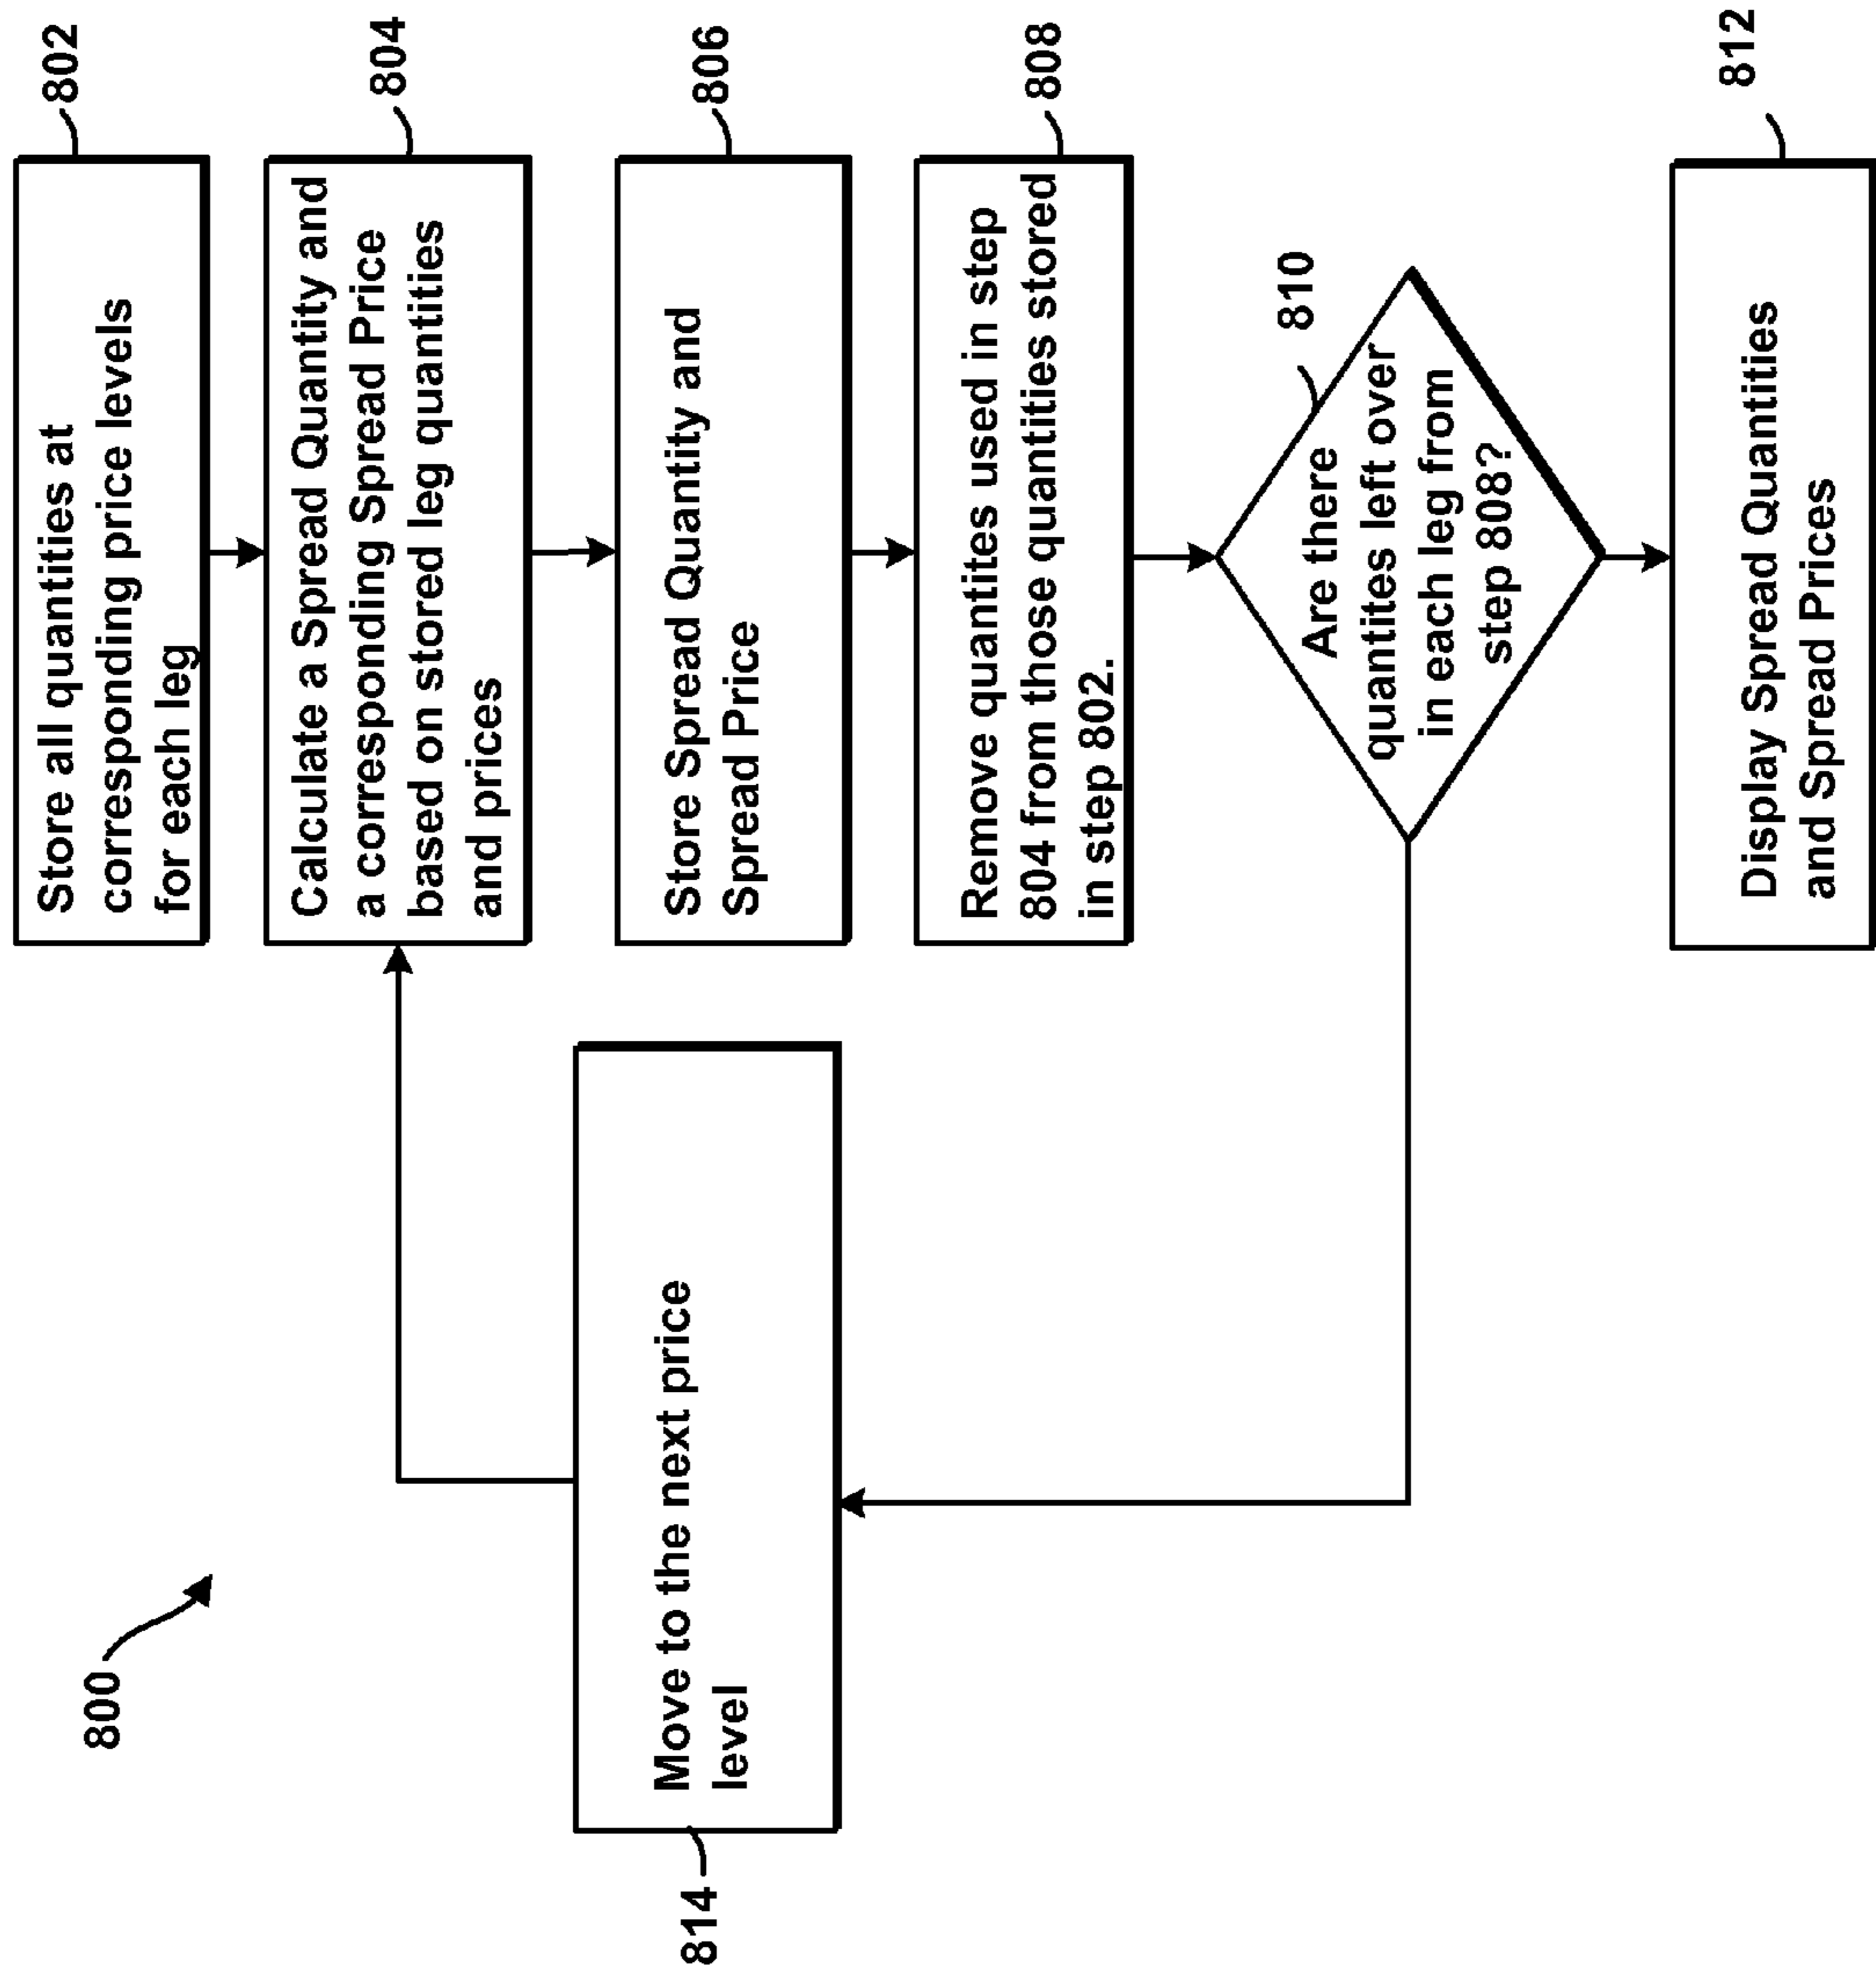 800
Store all quantities at
corresponding price levels
for each leg
802
Calculate a Spread Quantity and
a corresponding Spread Price
based on stored leg quantities
and prices
804
Store Spread Quantity and
Spread Price
806
Remove quantites used in step
804 from those quantities stored
in step 802.
808
Are there
quantites left over
in each leg from
step 808?
810
Display Spread Quantities
and Spread Prices
812
Move to the next price
level
814